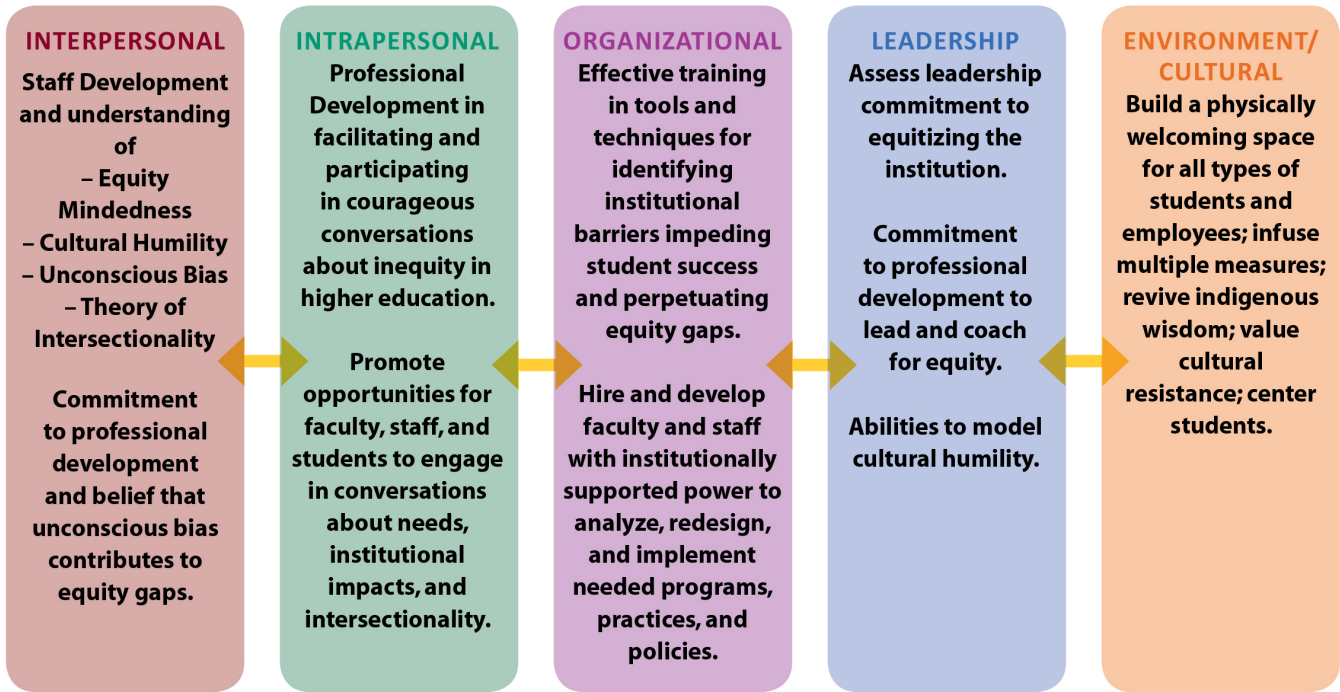 INTERPERSONAL
Staff Development
and understanding
of
– Equity
Mindedness
– Cultural Humility
– Unconscious Bias
– Theory of
Intersectionality
Commitment
to professional
development
and belief that
unconscious bias
contributes to
equity gaps.
INTRAPERSONAL
Professional
Development in
facilitating and
participating
in courageous
conversations
about inequity in
higher education.
Promote
opportunities for
faculty, staff, and
students to engage
in conversations
about needs,
institutional
impacts, and
intersectionality.
ORGANIZATIONAL
Effective training
in tools and
techniques for
identifying
institutional
barriers impeding
student success
and perpetuating
equity gaps.
Hire and develop
faculty and staff
with institutionally
supported power to
analyze, redesign,
and implement
needed programs,
practices, and
policies.
LEADERSHIP
Assess leadership
commitment to
equitizing the
institution.
Commitment
to professional
development to
lead and coach
for equity.
Abilities to model
cultural humility.
ENVIRONMENT/
CULTURAL
Build a physically
welcoming space
for all types of
students and
employees; infuse
multiple measures;
revive indigenous
wisdom; value
cultural
resistance; center
students.